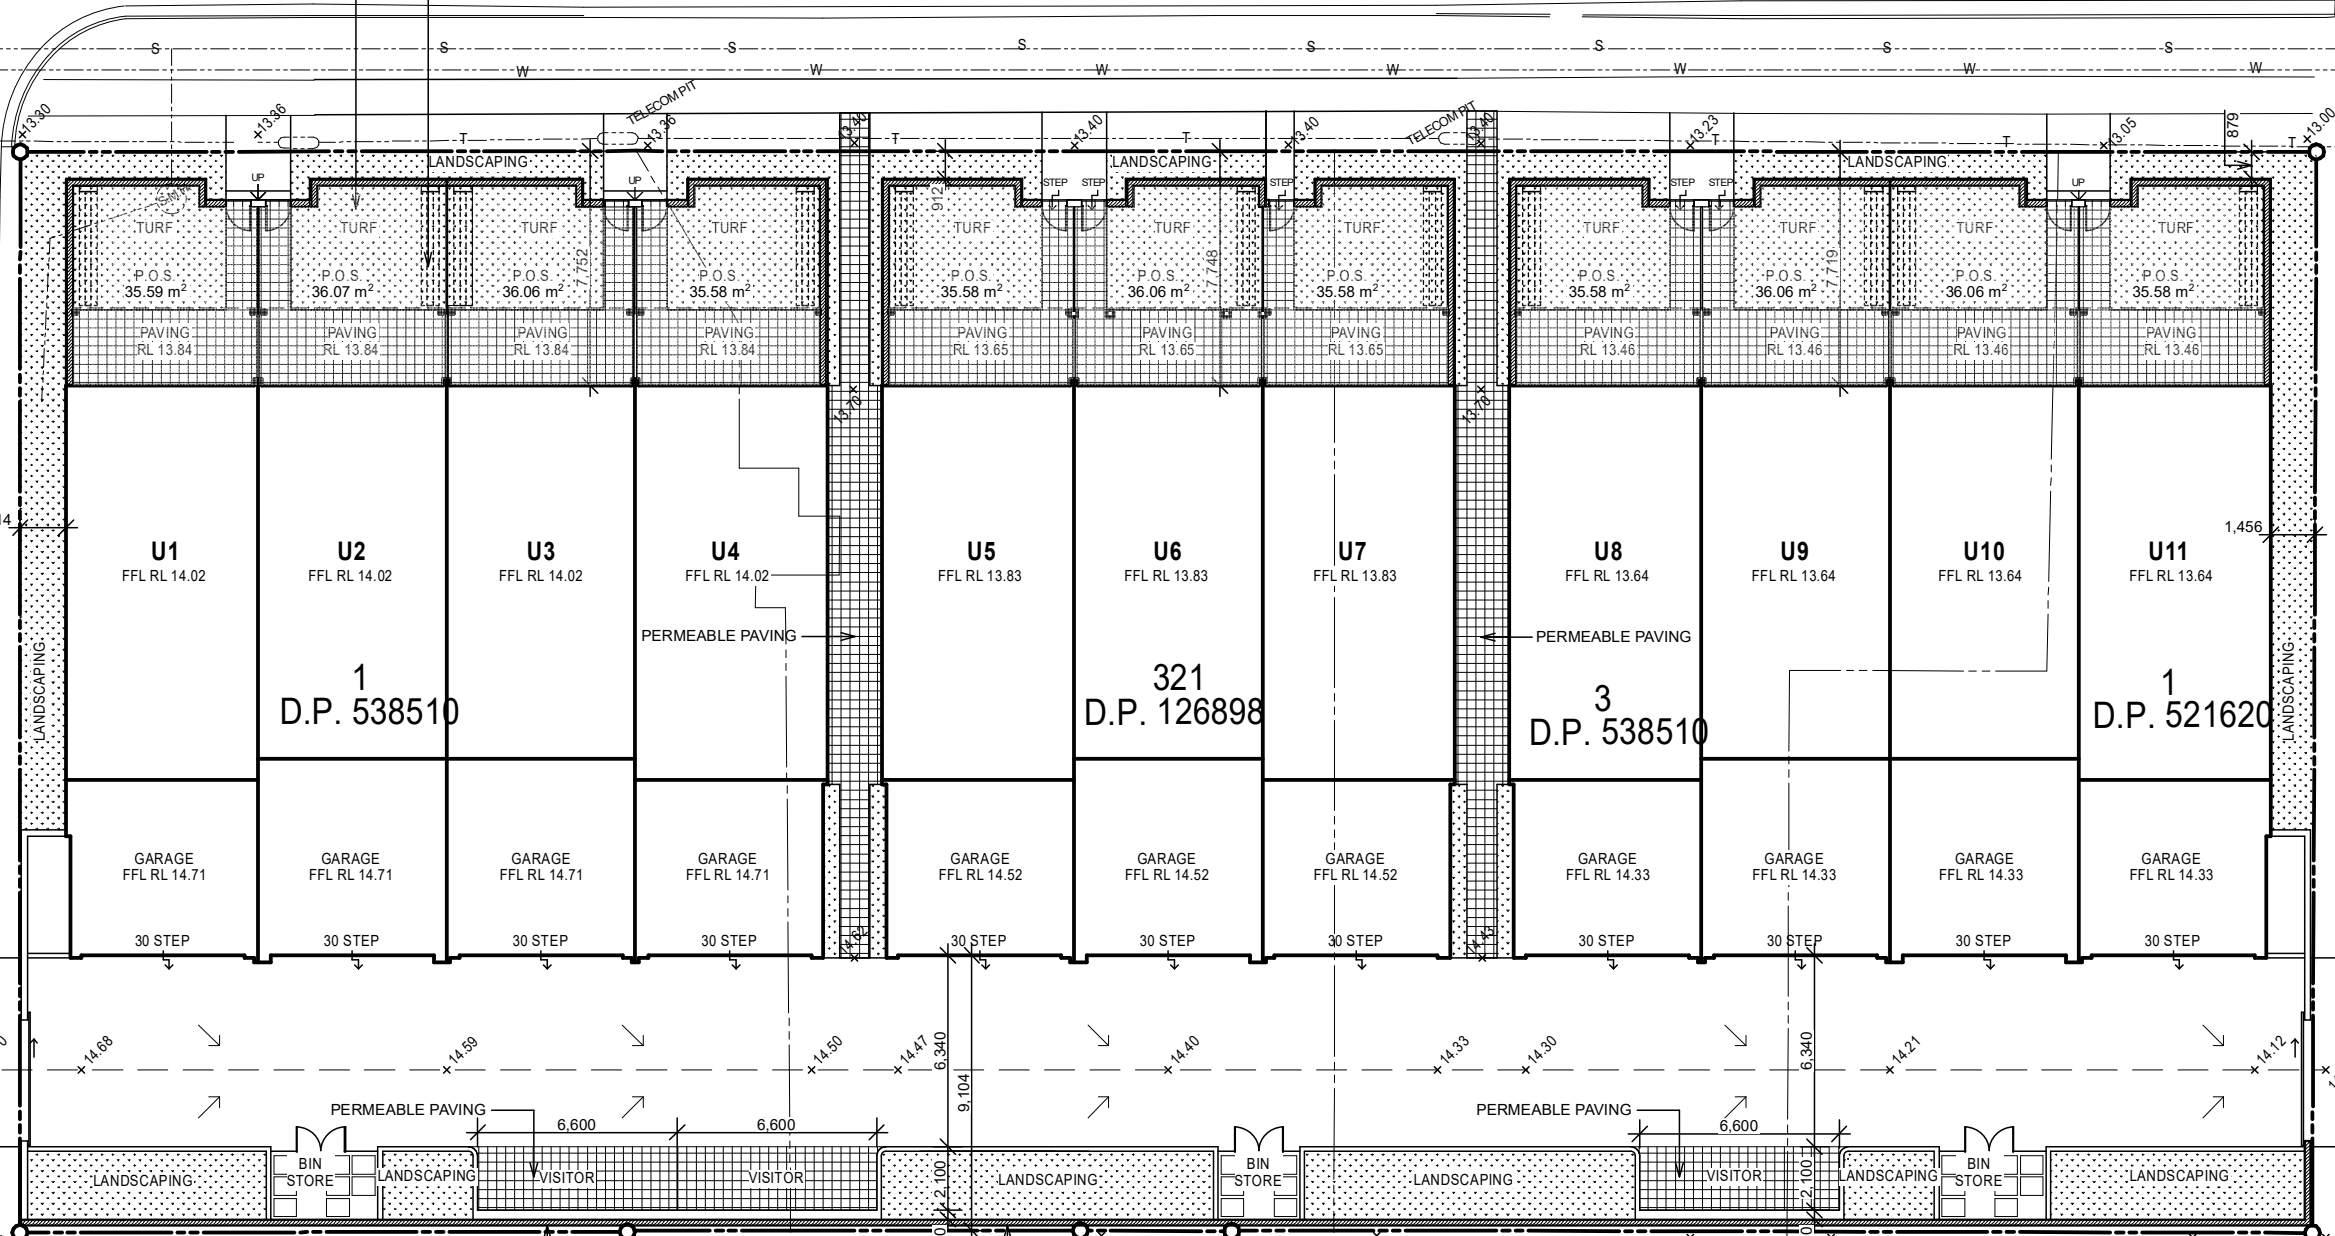 S S S S S S S S
W W W W W W W
TELECOM PIT TELECOM PIT
13.30 13.36 13.36 13.40 13.40 13.40 13.40 13.23 13.05 879 13.00
T T T T T T T
LANDSCAPING LANDSCAPING LANDSCAPING
UP UP STEP STEP STEP STEP STEP UP
912
TURF TURF TURF TURF TURF TURF TURF TURF TURF TURF TURF
7,752 7,748 7,719
P.O.S. P.O.S. P.O.S. P.O.S. P.O.S. P.O.S. P.O.S. P.O.S. P.O.S. P.O.S. P.O.S.
35.59 m² 36.07 m² 36.06 m² 35.58 m² 35.58 m² 36.06 m² 35.58 m² 35.58 m² 36.06 m² 36.06 m² 35.58 m²
PAVING PAVING PAVING PAVING PAVING PAVING PAVING PAVING PAVING PAVING PAVING
RL 13.84 RL 13.84 RL 13.84 RL 13.84 RL 13.65 RL 13.65 RL 13.65 RL 13.46 RL 13.46 RL 13.46 RL 13.46
13.70 13.70
14 1,456
U1 U2 U3 U4 U5 U6 U7 U8 U9 U10 U11
FFL RL 14.02 FFL RL 14.02 FFL RL 14.02 FFL RL 14.02 FFL RL 13.83 FFL RL 13.83 FFL RL 13.83 FFL RL 13.64 FFL RL 13.64 FFL RL 13.64 FFL RL 13.64
PERMEABLE PAVING PERMEABLE PAVING
LANDSCAPING LANDSCAPING
1 321 3 1
D.P. 538510 D.P. 126898 D.P. 538510 D.P. 521620
GARAGE GARAGE GARAGE GARAGE GARAGE GARAGE GARAGE GARAGE GARAGE GARAGE GARAGE
FFL RL 14.71 FFL RL 14.71 FFL RL 14.71 FFL RL 14.71 FFL RL 14.52 FFL RL 14.52 FFL RL 14.52 FFL RL 14.33 FFL RL 14.33 FFL RL 14.33 FFL RL 14.33
30 STEP 30 STEP 30 STEP 30 STEP 30 STEP 30 STEP 30 STEP 30 STEP 30 STEP 30 STEP 30 STEP
14.62 14.43
14.68 14.59 14.50 14.47 6,340 14.40 14.33 14.30 6,340 14.21 14.12
9,104
PERMEABLE PAVING PERMEABLE PAVING
6,600 6,600 6,600
BIN BIN BIN
STORE STORE STORE
LANDSCAPING LANDSCAPING VISITOR VISITOR 2,100 LANDSCAPING LANDSCAPING VISITOR 2,100 LANDSCAPING LANDSCAPING